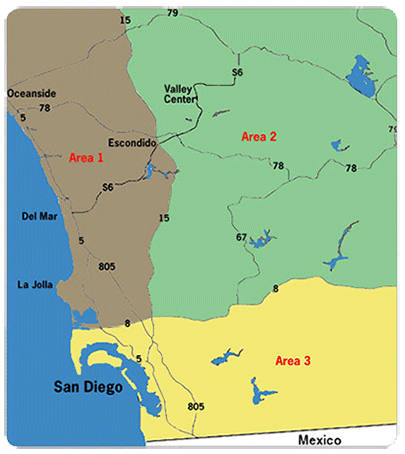 15
79
S6
Oceanside
78
5
Valley
Center
Area 2
79
Escondido
Area 1
78
78
S6
Del Mar
15
5
67
805
La Jolla
8
8
5
Area 3
San Diego
805
Mexico